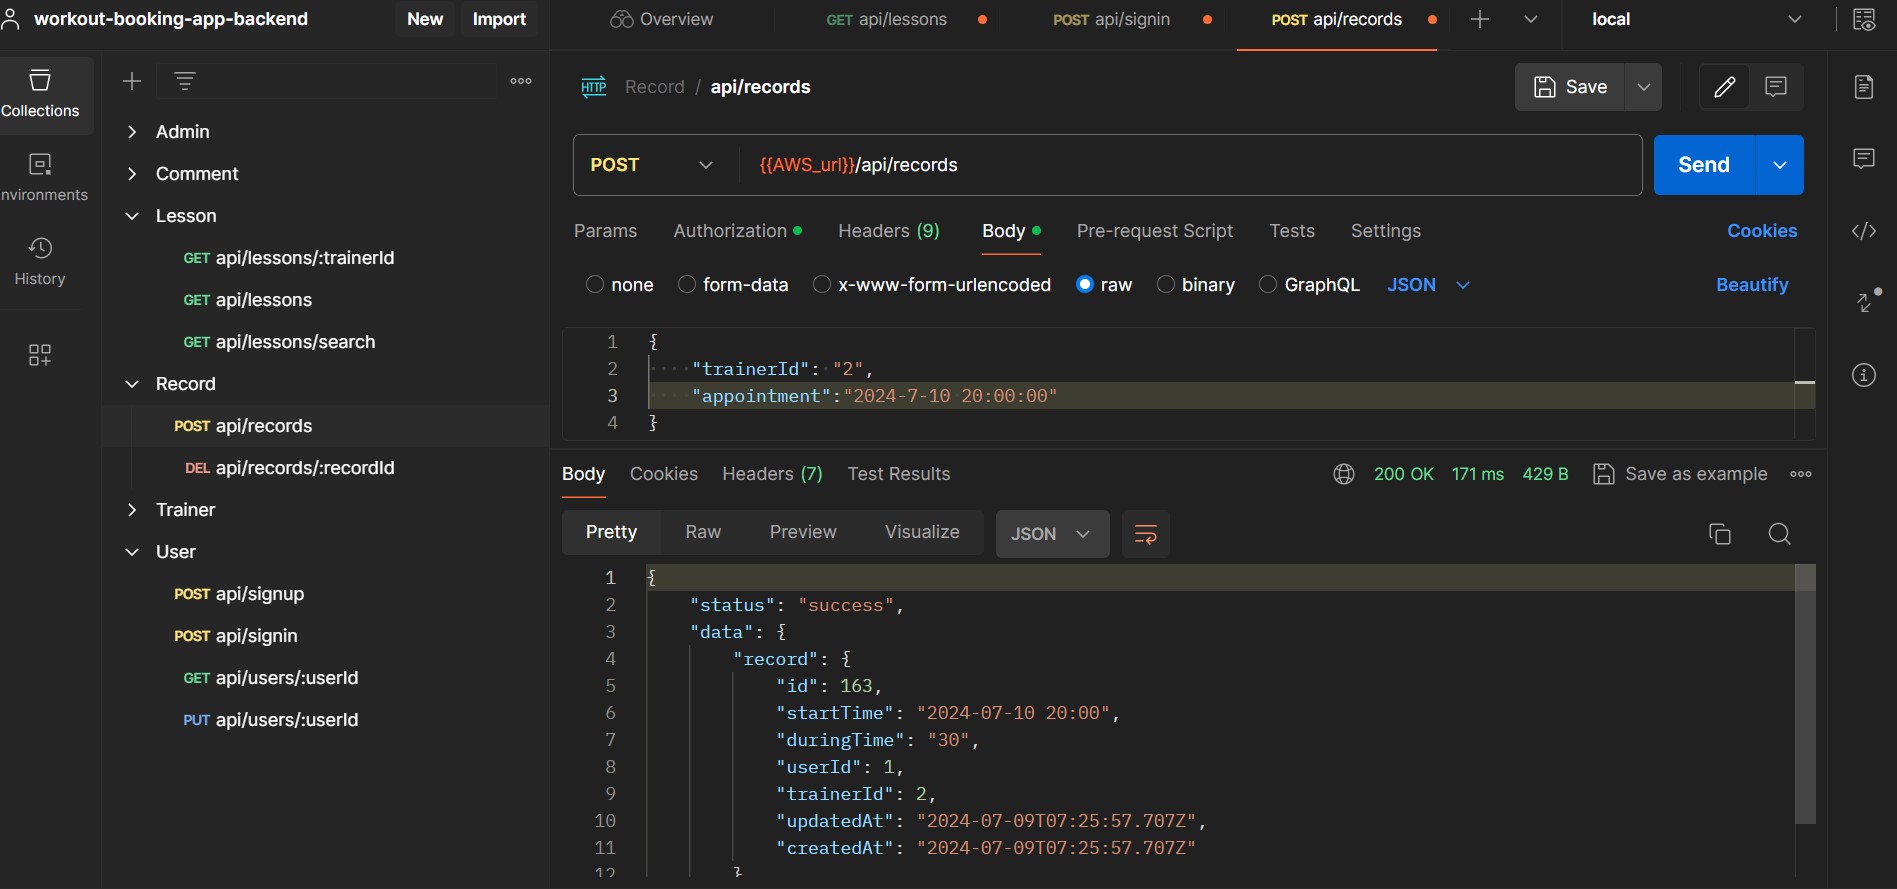 workout-booking-app-backend
New
Import
Overview
GET api/lessons
POST api/signin
POST api/records
local
Collections
nvironments
History
Admin
Comment
Lesson
GET api/lessons/:trainerId
GET api/lessons
GET api/lessons/search
Record
POST api/records
DEL api/records/:recordId
Trainer
User
POST api/signup
POST api/signin
GET api/users/:userId
PUT api/users/:userId
HTTP Record / api/records
Save
POST
{{AWS_url}}/api/records
Send
Params Authorization Headers (9) Body Pre-request Script Tests Settings
Cookies
none form-data x-www-form-urlencoded raw binary GraphQL JSON
Beautify
1 {
2 "trainerId": "2",
3 "appointment":"2024-7-10 20:00:00"
4 }
Body Cookies Headers (7) Test Results
200 OK 171 ms 429 B Save as example
Pretty Raw Preview Visualize JSON
1 {
2 "status": "success",
3 "data": {
4 "record": {
5 "id": 163,
6 "startTime": "2024-07-10 20:00",
7 "duringTime": "30",
8 "userId": 1,
9 "trainerId": 2,
10 "updatedAt": "2024-07-09T07:25:57.707Z",
11 "createdAt": "2024-07-09T07:25:57.707Z"
12 }